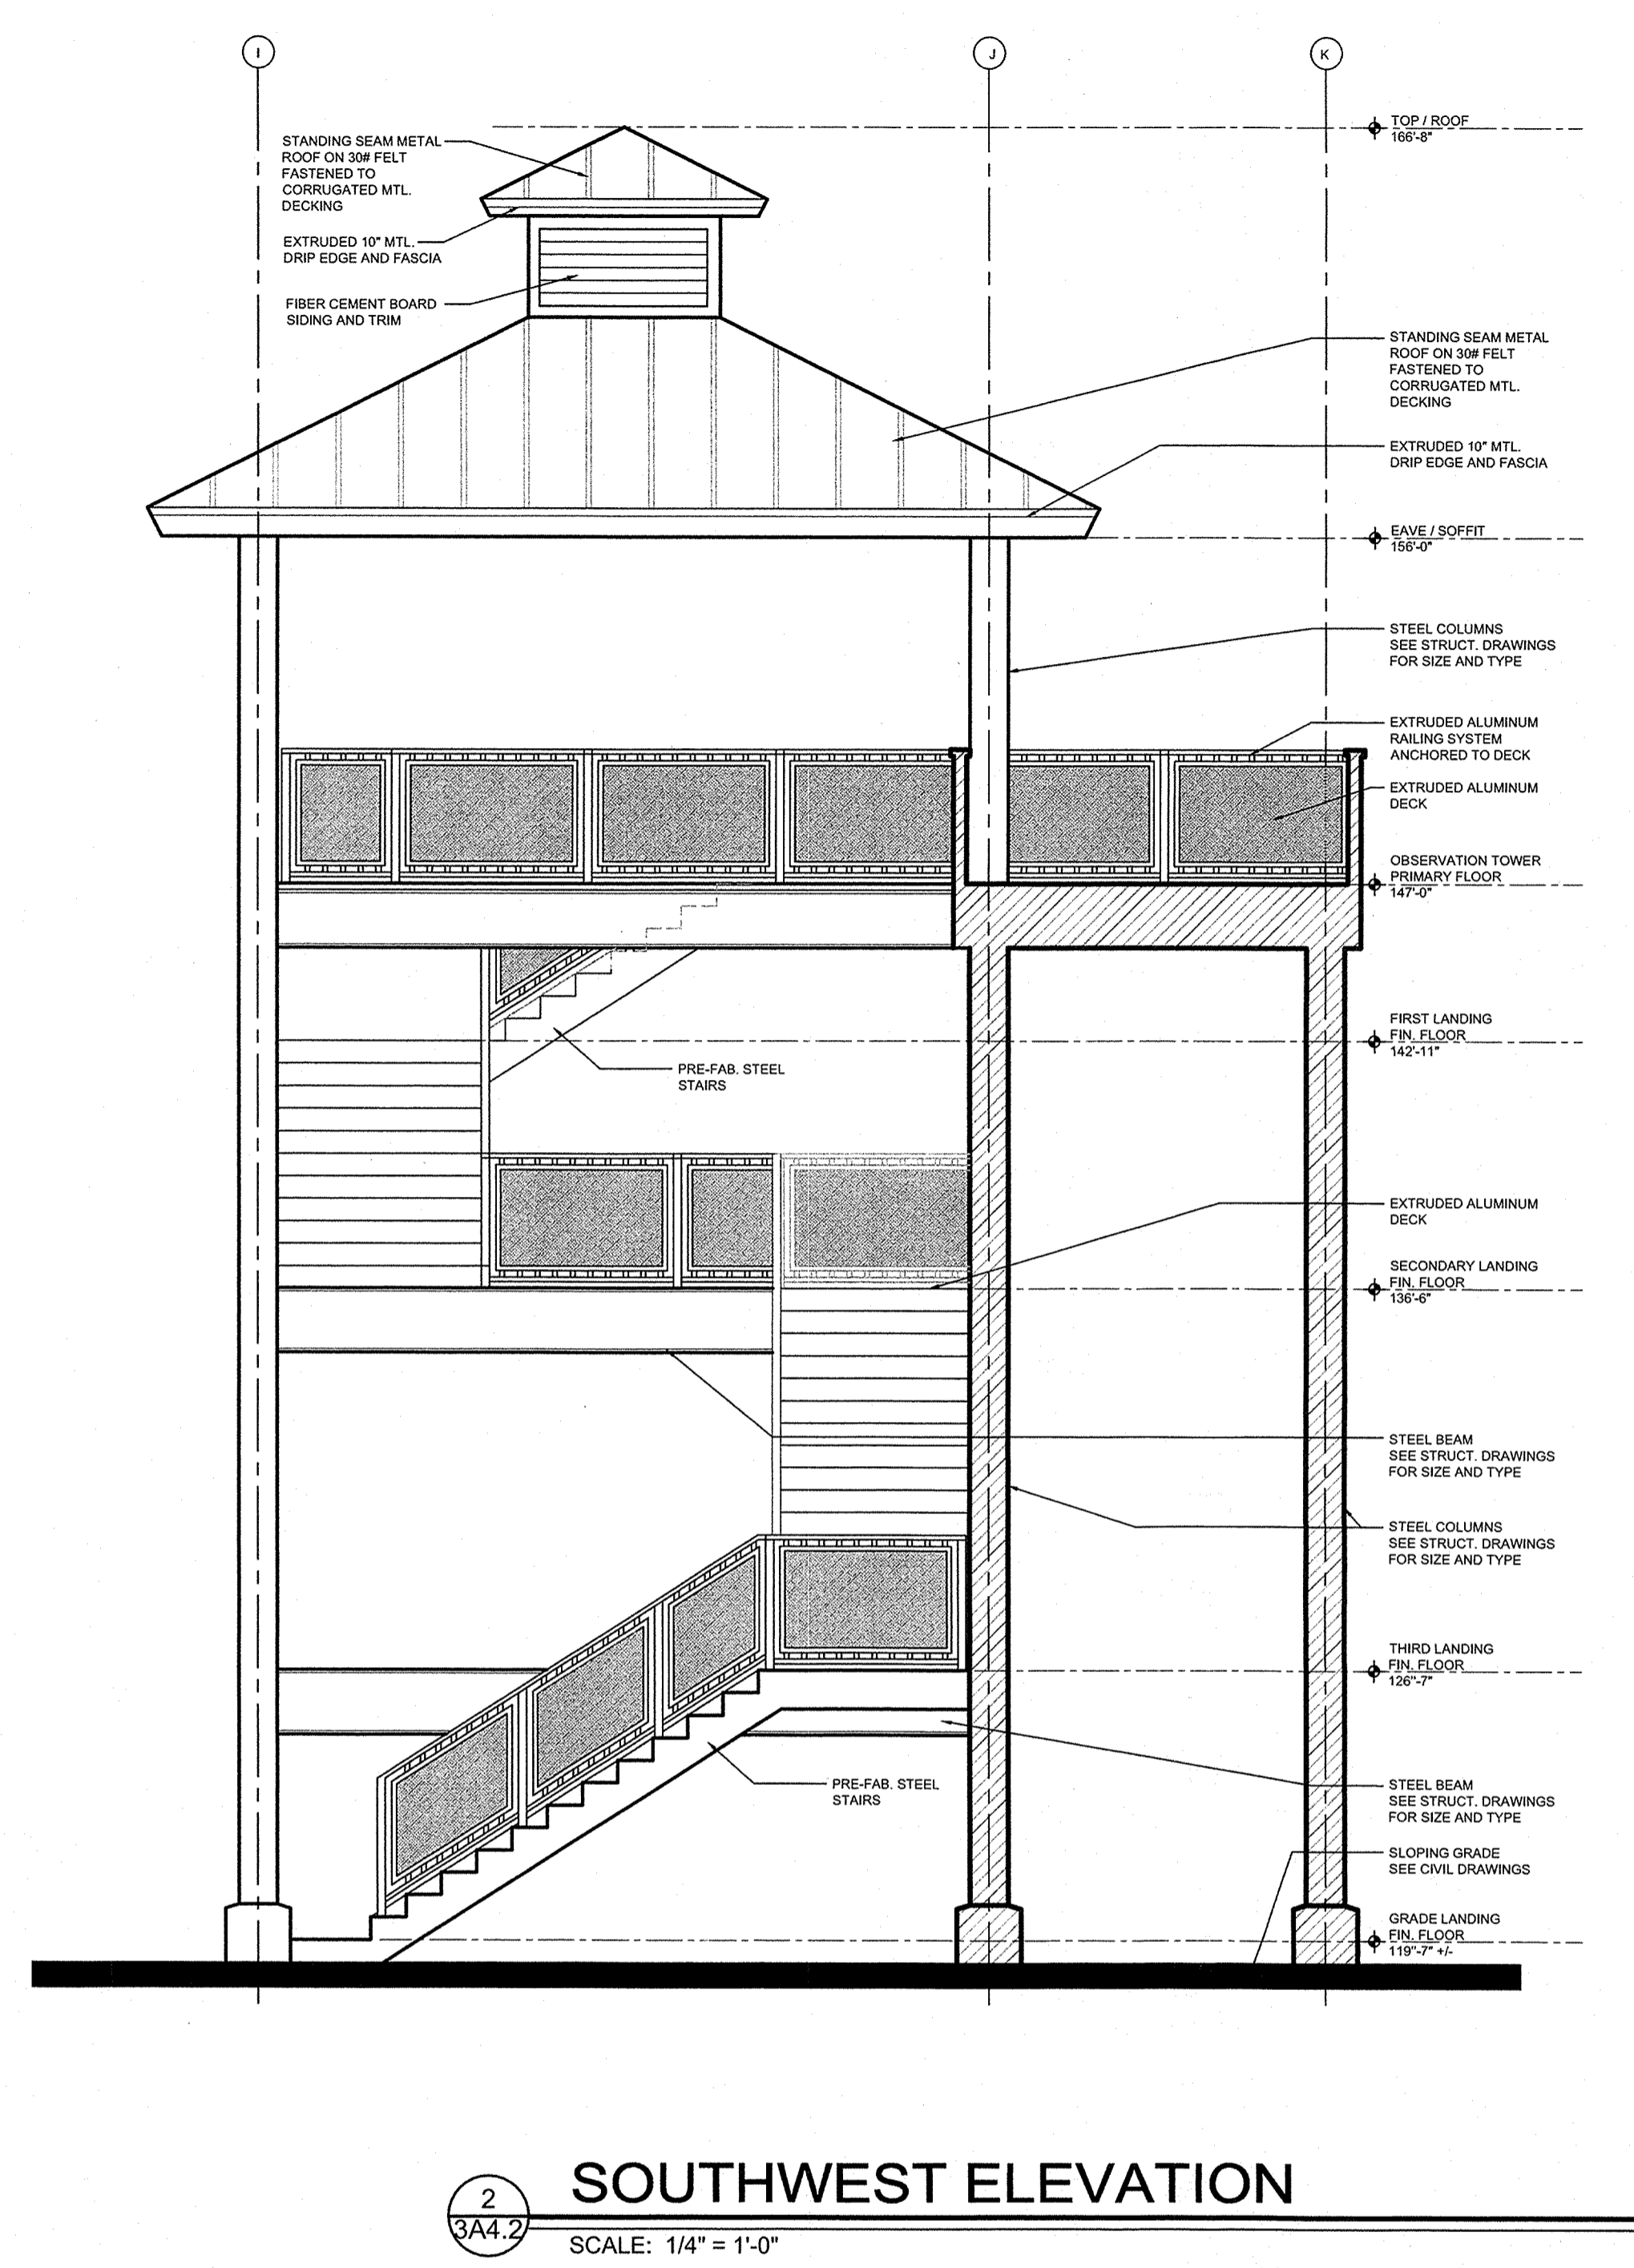 I
J
K
TOP / ROOF
166'-8"
STANDING SEAM METAL
ROOF ON 30# FELT
FASTENED TO
CORRUGATED MTL.
DECKING
EXTRUDED 10" MTL.
DRIP EDGE AND FASCIA
FIBER CEMENT BOARD
SIDING AND TRIM
STANDING SEAM METAL
ROOF ON 30# FELT
FASTENED TO
CORRUGATED MTL.
DECKING
EXTRUDED 10" MTL.
DRIP EDGE AND FASCIA
EAVE / SOFFIT
156'-0"
STEEL COLUMNS
SEE STRUCT. DRAWINGS
FOR SIZE AND TYPE
EXTRUDED ALUMINUM
RAILING SYSTEM
ANCHORED TO DECK
EXTRUDED ALUMINUM
DECK
OBSERVATION TOWER
PRIMARY FLOOR
147'-0"
FIRST LANDING
FIN. FLOOR
142'-11"
PRE-FAB. STEEL
STAIRS
EXTRUDED ALUMINUM
DECK
SECONDARY LANDING
FIN. FLOOR
136'-6"
STEEL BEAM
SEE STRUCT. DRAWINGS
FOR SIZE AND TYPE
STEEL COLUMNS
SEE STRUCT. DRAWINGS
FOR SIZE AND TYPE
THIRD LANDING
FIN. FLOOR
126"-7"
PRE-FAB. STEEL
STAIRS
STEEL BEAM
SEE STRUCT. DRAWINGS
FOR SIZE AND TYPE
SLOPING GRADE
SEE CIVIL DRAWINGS
GRADE LANDING
FIN. FLOOR
119"-7" +/-
2
3A4.2
SOUTHWEST ELEVATION
SCALE: 1/4" = 1'-0"